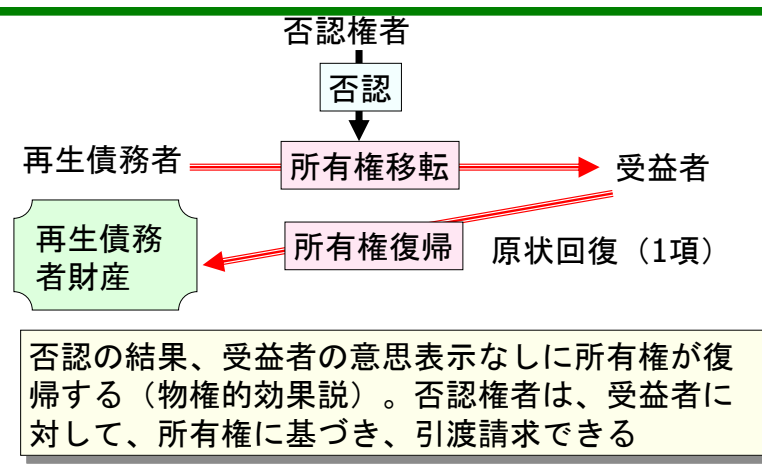 否認権者
否認
再生債務者
所有権移転
受益者
再生債務
者財産
所有権復帰
原状回復（1項）
否認の結果、受益者の意思表示なしに所有権が復
帰する（物権的効果説）。否認権者は、受益者に
対して、所有権に基づき、引渡請求できる